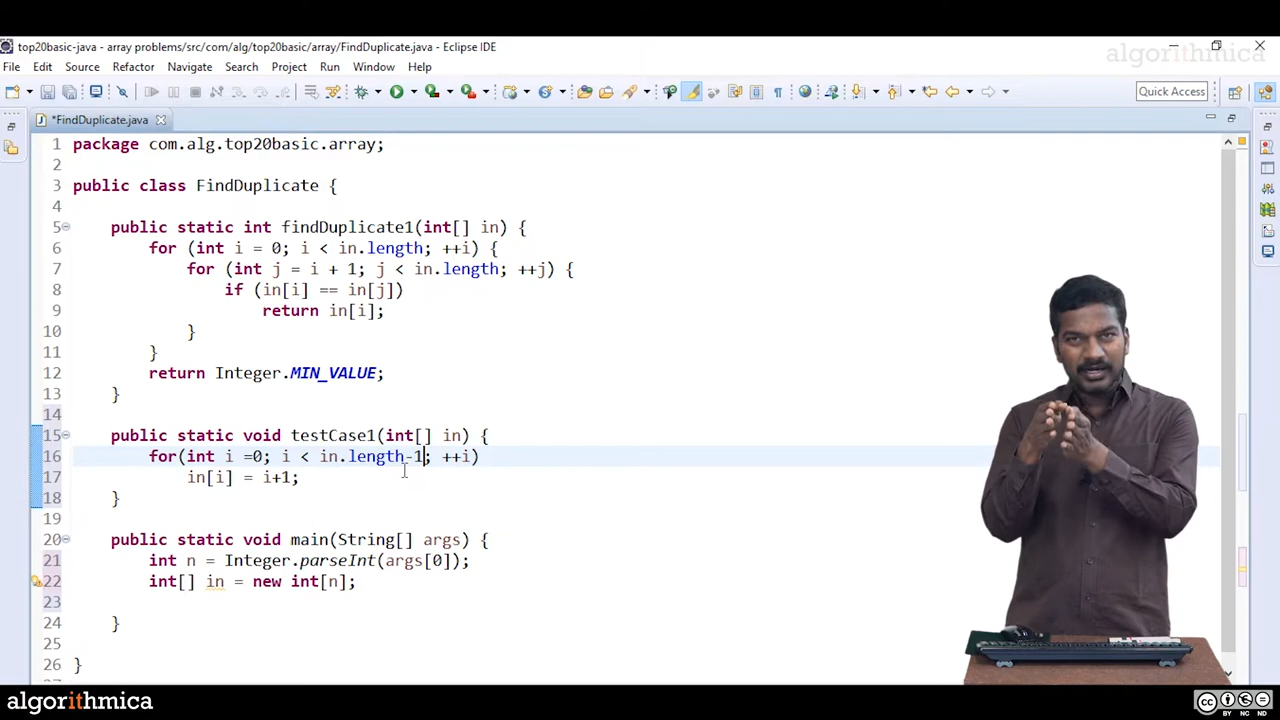 top20basic-java - array problems/src/com/alg/top20basic/array/FindDuplicate.java - Eclipse IDE
algorithmica
File Edit Source Refactor Navigate Search Project Run Window Help
Quick Access
*FindDuplicate.java
1 package com.alg.top20basic.array;
2
3 public class FindDuplicate {
4
5 public static int findDuplicate1(int[] in) {
6 for (int i = 0; i < in.length; ++i) {
7 for (int j = i + 1; j < in.length; ++j) {
8 if (in[i] == in[j])
9 return in[i];
10 }
11 }
12 return Integer.MIN_VALUE;
13 }
14
15 public static void testCase1(int[] in) {
16 for(int i =0; i < in.length-1; ++i)
17 in[i] = i+1;
18 }
19
20 public static void main(String[] args) {
21 int n = Integer.parseInt(args[0]);
22 int[] in = new int[n];
23
24 }
25
26 }
algorithmica
cc BY NC ND